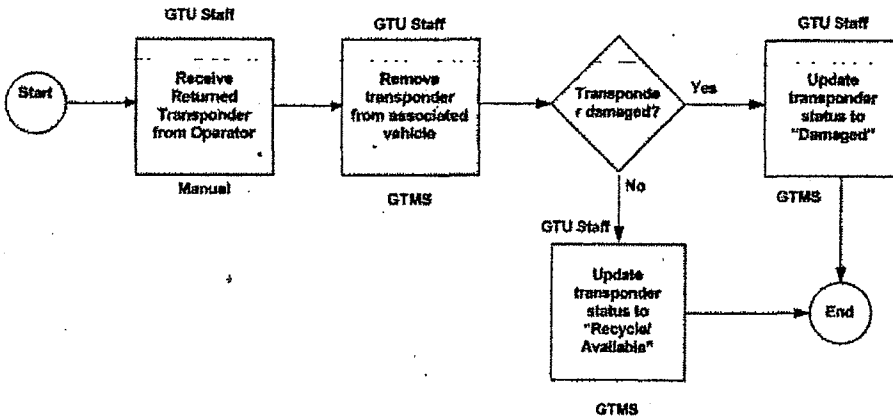 GTU Staff
GTU Staff
GTU Staff
Start
Receive
Returned
Transponder
from Operator
Manual
Remove
transponder
from associated
vehicle
GTMS
Transponde
r damaged?
Yes
No
Update
transponder
status to
"Damaged"
GTMS
GTU Staff
Update
transponder
status to
"Recycle/
Available"
GTMS
End